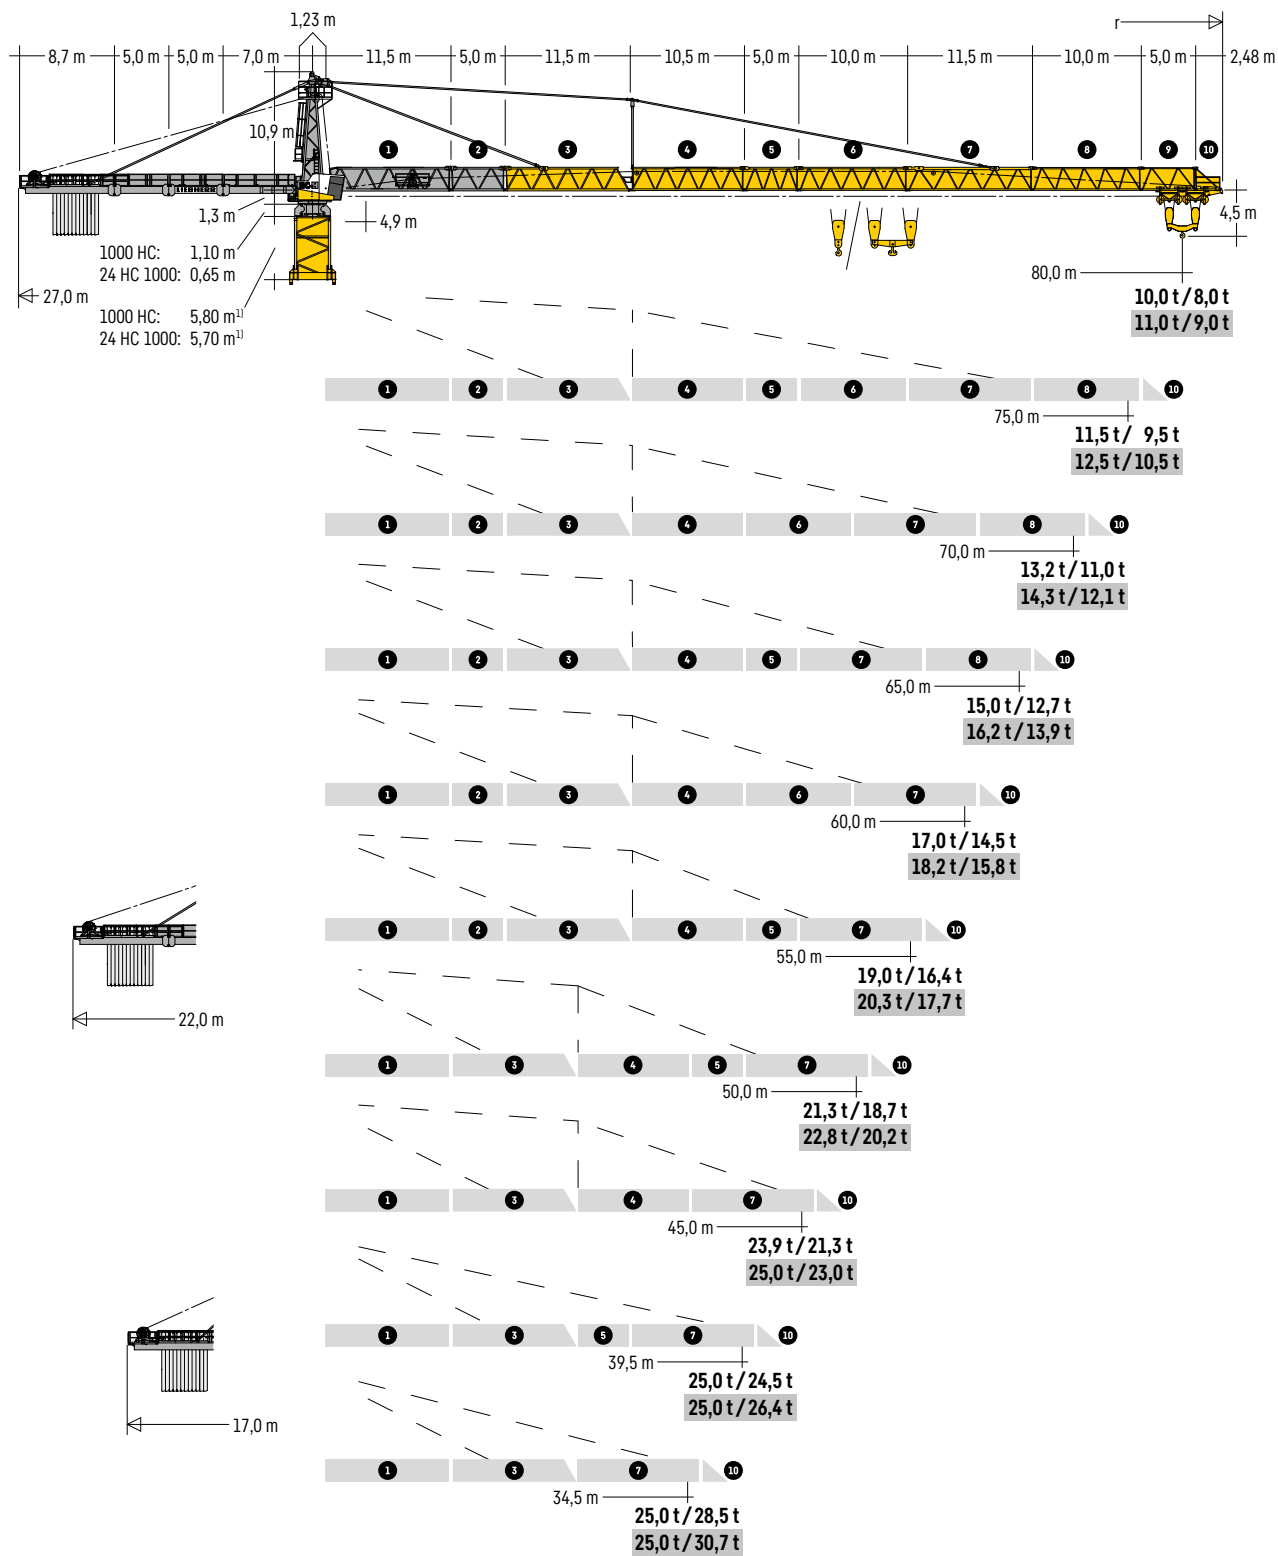 1,23 m
r
8,7 m 5,0 m 5,0 m 7,0 m 11,5 m 5,0 m 11,5 m 10,5 m 5,0 m 10,0 m 11,5 m 10,0 m 5,0 m 2,48 m
10,9 m
1 2 3 4 5 6 7 8 9 10
LIEBHERR
1,3 m
4,9 m
4,5 m
1000 HC: 1,10 m
24 HC 1000: 0,65 m
80,0 m
27,0 m
10,0 t / 8,0 t
1000 HC: 5,80 m1)
11,0 t / 9,0 t
24 HC 1000: 5,70 m1)
1 2 3 4 5 6 7 8 10
75,0 m
11,5 t / 9,5 t
12,5 t / 10,5 t
1 2 3 4 6 7 8 10
70,0 m
13,2 t / 11,0 t
14,3 t / 12,1 t
1 2 3 4 5 7 8 10
65,0 m
15,0 t / 12,7 t
16,2 t / 13,9 t
1 2 3 4 6 7 10
60,0 m
17,0 t / 14,5 t
18,2 t / 15,8 t
1 2 3 4 5 7 10
55,0 m
19,0 t / 16,4 t
20,3 t / 17,7 t
22,0 m
1 3 4 5 7 10
50,0 m
21,3 t / 18,7 t
22,8 t / 20,2 t
1 3 4 7 10
45,0 m
23,9 t / 21,3 t
25,0 t / 23,0 t
1 3 5 7 10
39,5 m
25,0 t / 24,5 t
25,0 t / 26,4 t
17,0 m
1 3 7 10
34,5 m
25,0 t / 28,5 t
25,0 t / 30,7 t